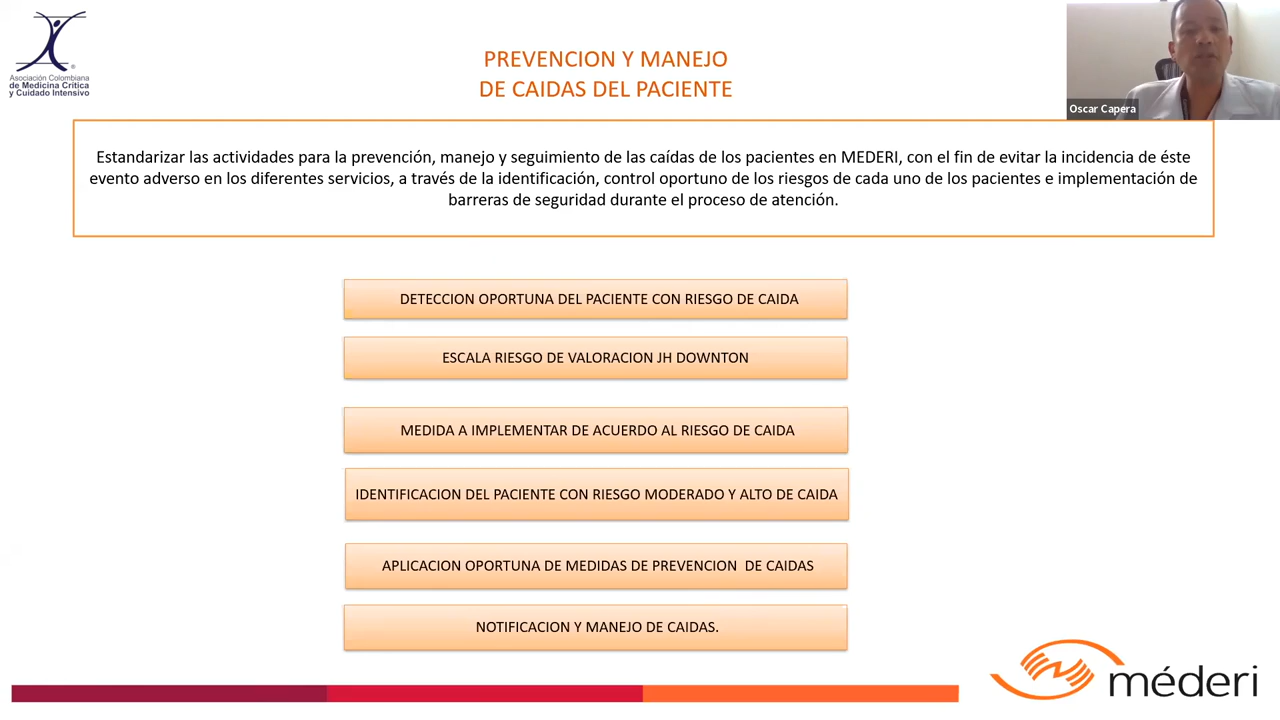 Asociación Colombiana
de Medicina Crítica
y Cuidado Intensivo
PREVENCION Y MANEJO
DE CAIDAS DEL PACIENTE
Oscar Capera
Estandarizar las actividades para la prevención, manejo y seguimiento de las caídas de los pacientes en MEDERI, con el fin de evitar la incidencia de éste
evento adverso en los diferentes servicios, a través de la identificación, control oportuno de los riesgos de cada uno de los pacientes e implementación de
barreras de seguridad durante el proceso de atención.
DETECCION OPORTUNA DEL PACIENTE CON RIESGO DE CAIDA
ESCALA RIESGO DE VALORACION JH DOWNTON
MEDIDA A IMPLEMENTAR DE ACUERDO AL RIESGO DE CAIDA
IDENTIFICACION DEL PACIENTE CON RIESGO MODERADO Y ALTO DE CAIDA
APLICACION OPORTUNA DE MEDIDAS DE PREVENCION  DE CAIDAS
NOTIFICACION Y MANEJO DE CAIDAS.
méderi